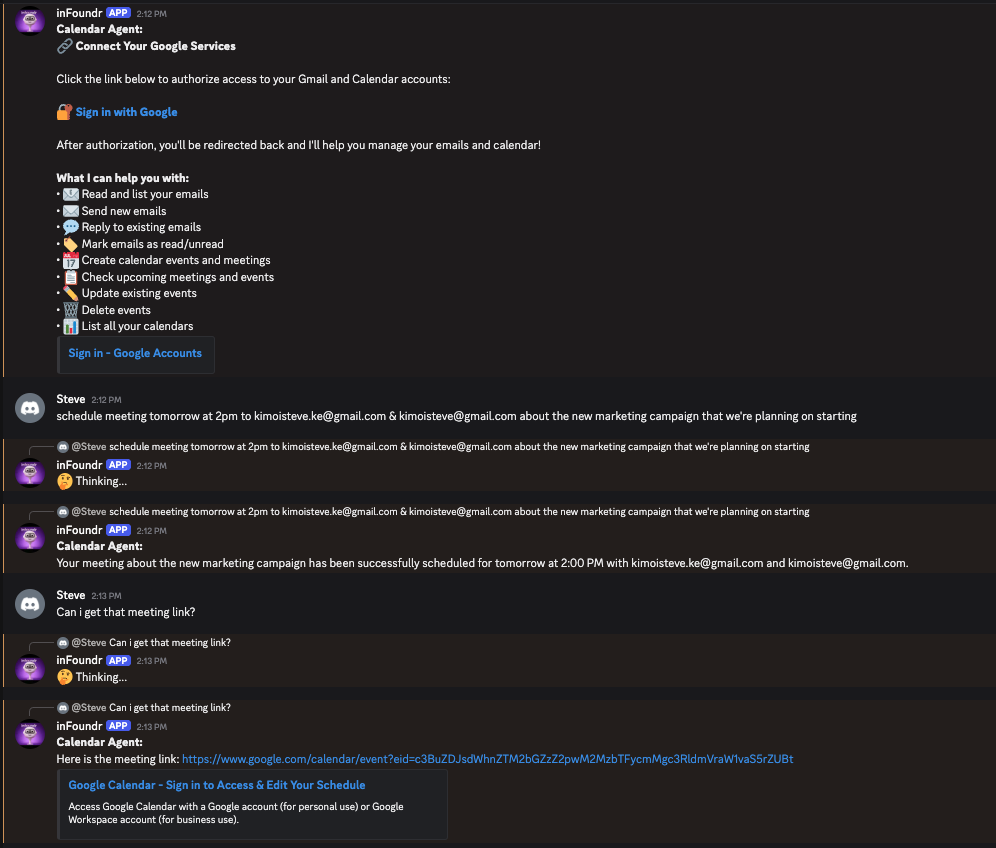 inFoundr APP 2:12 PM
Calendar Agent:
🔗 Connect Your Google Services
Click the link below to authorize access to your Gmail and Calendar accounts:
🔐 Sign in with Google
After authorization, you'll be redirected back and I'll help you manage your emails and calendar!
What I can help you with:
• 📨 Read and list your emails
• ✉️ Send new emails
• 💬 Reply to existing emails
• 🏷️ Mark emails as read/unread
• 📅 Create calendar events and meetings
• 📋 Check upcoming meetings and events
• ✏️ Update existing events
• 🗑️ Delete events
• 📊 List all your calendars
Sign in - Google Accounts
Steve 2:12 PM
schedule meeting tomorrow at 2pm to kimoisteve.ke@gmail.com & kimoisteve@gmail.com about the new marketing campaign that we're planning on starting
@Steve schedule meeting tomorrow at 2pm to kimoisteve.ke@gmail.com & kimoisteve@gmail.com about the new marketing campaign that we're planning on starting
inFoundr APP 2:12 PM
🤔 Thinking...
@Steve schedule meeting tomorrow at 2pm to kimoisteve.ke@gmail.com & kimoisteve@gmail.com about the new marketing campaign that we're planning on starting
inFoundr APP 2:12 PM
Calendar Agent:
Your meeting about the new marketing campaign has been successfully scheduled for tomorrow at 2:00 PM with kimoisteve.ke@gmail.com and kimoisteve@gmail.com.
Steve 2:13 PM
Can i get that meeting link?
@Steve Can i get that meeting link?
inFoundr APP 2:13 PM
🤔 Thinking...
@Steve Can i get that meeting link?
inFoundr APP 2:13 PM
Calendar Agent:
Here is the meeting link: https://www.google.com/calendar/event?eid=c3BuZDJsdWhnZTM2bGZzZ2pwM2MzbTFycmMgc3RldmVraW1vaS5rZUBt
Google Calendar - Sign in to Access & Edit Your Schedule
Access Google Calendar with a Google account (for personal use) or Google
Workspace account (for business use).